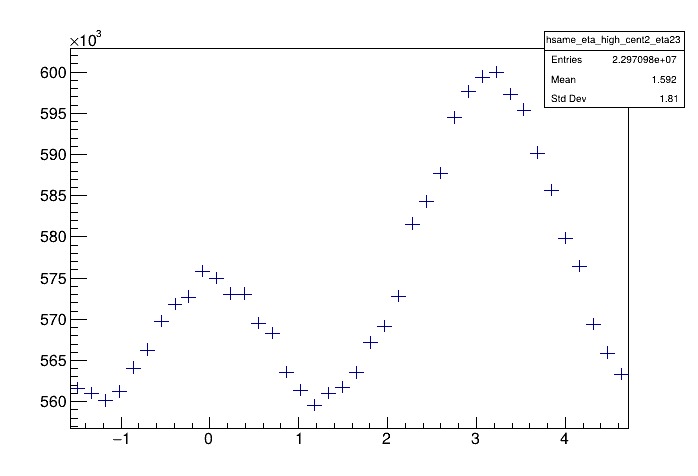 ×10³
hsame_eta_high_cent2_eta23
Entries 2.297098e+07
Mean 1.592
Std Dev 1.81
600
595
590
585
580
575
570
565
560
−1 0 1 2 3 4